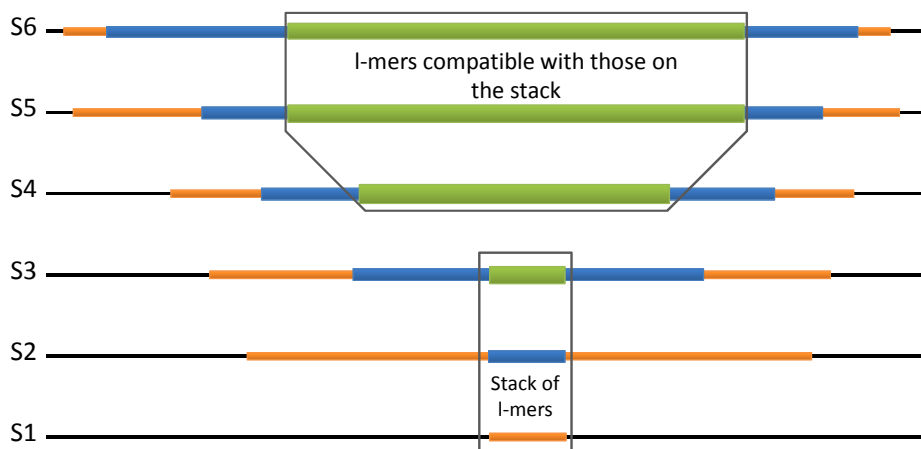 S6
l-mers compatible with those on
the stack
S5
S4
S3
S2
Stack of
l-mers
S1